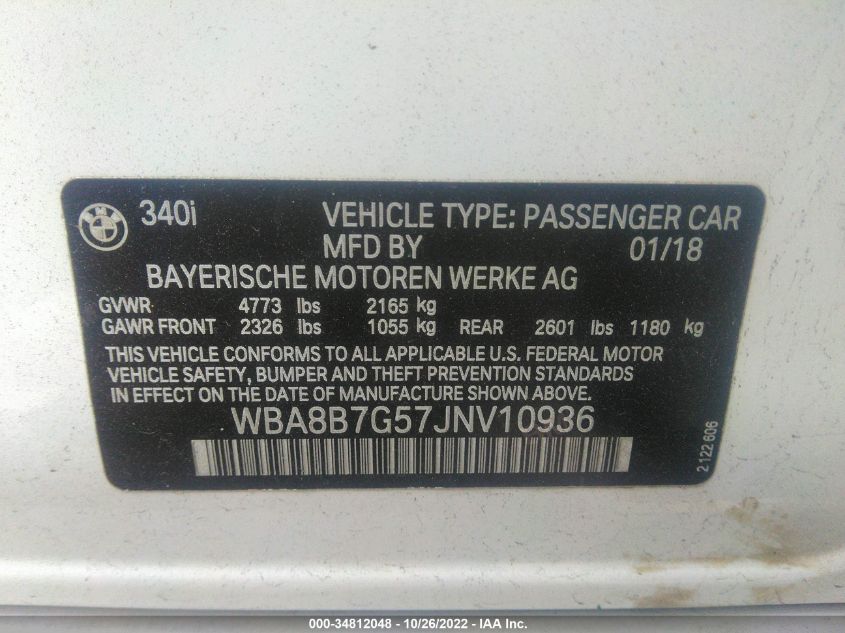 BMW 340i VEHICLE TYPE: PASSENGER CAR
MFD BY 01/18
BAYERISCHE MOTOREN WERKE AG
GVWR 4773 lbs 2165 kg
GAWR FRONT 2326 lbs 1055 kg REAR 2601 lbs 1180 kg
THIS VEHICLE CONFORMS TO ALL APPLICABLE U.S. FEDERAL MOTOR
VEHICLE SAFETY, BUMPER AND THEFT PREVENTION STANDARDS
IN EFFECT ON THE DATE OF MANUFACTURE SHOWN ABOVE.
WBA8B7G57JNV10936
2 122 606
000-34812048 - 10/26/2022 - IAA Inc.